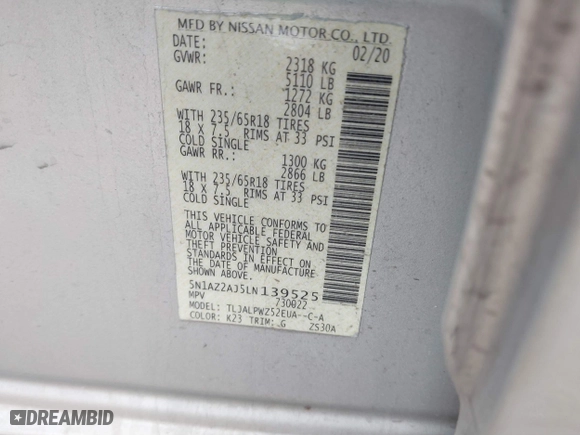 MFD BY NISSAN MOTOR CO., LTD.
DATE: 02/20
GVWR: 2318 KG
5110 LB
GAWR FR.: 1272 KG
2804 LB
WITH 235/65R18 TIRES
18 X 7.5 RIMS AT 33 PSI
COLD SINGLE
GAWR RR.: 1300 KG
2866 LB
WITH 235/65R18 TIRES
18 X 7.5 RIMS AT 33 PSI
COLD SINGLE
THIS VEHICLE CONFORMS TO
ALL APPLICABLE FEDERAL
MOTOR VEHICLE SAFETY AND
THEFT PREVENTION
STANDARDS IN EFFECT ON
THE DATE OF MANUFACTURE
SHOWN ABOVE.
5N1AZ2AJ5LN139525
MPV 730022
MODEL: TLJALPWZ52EUA--C-A
COLOR: K23 TRIM: G ZS30A
DREAMBID